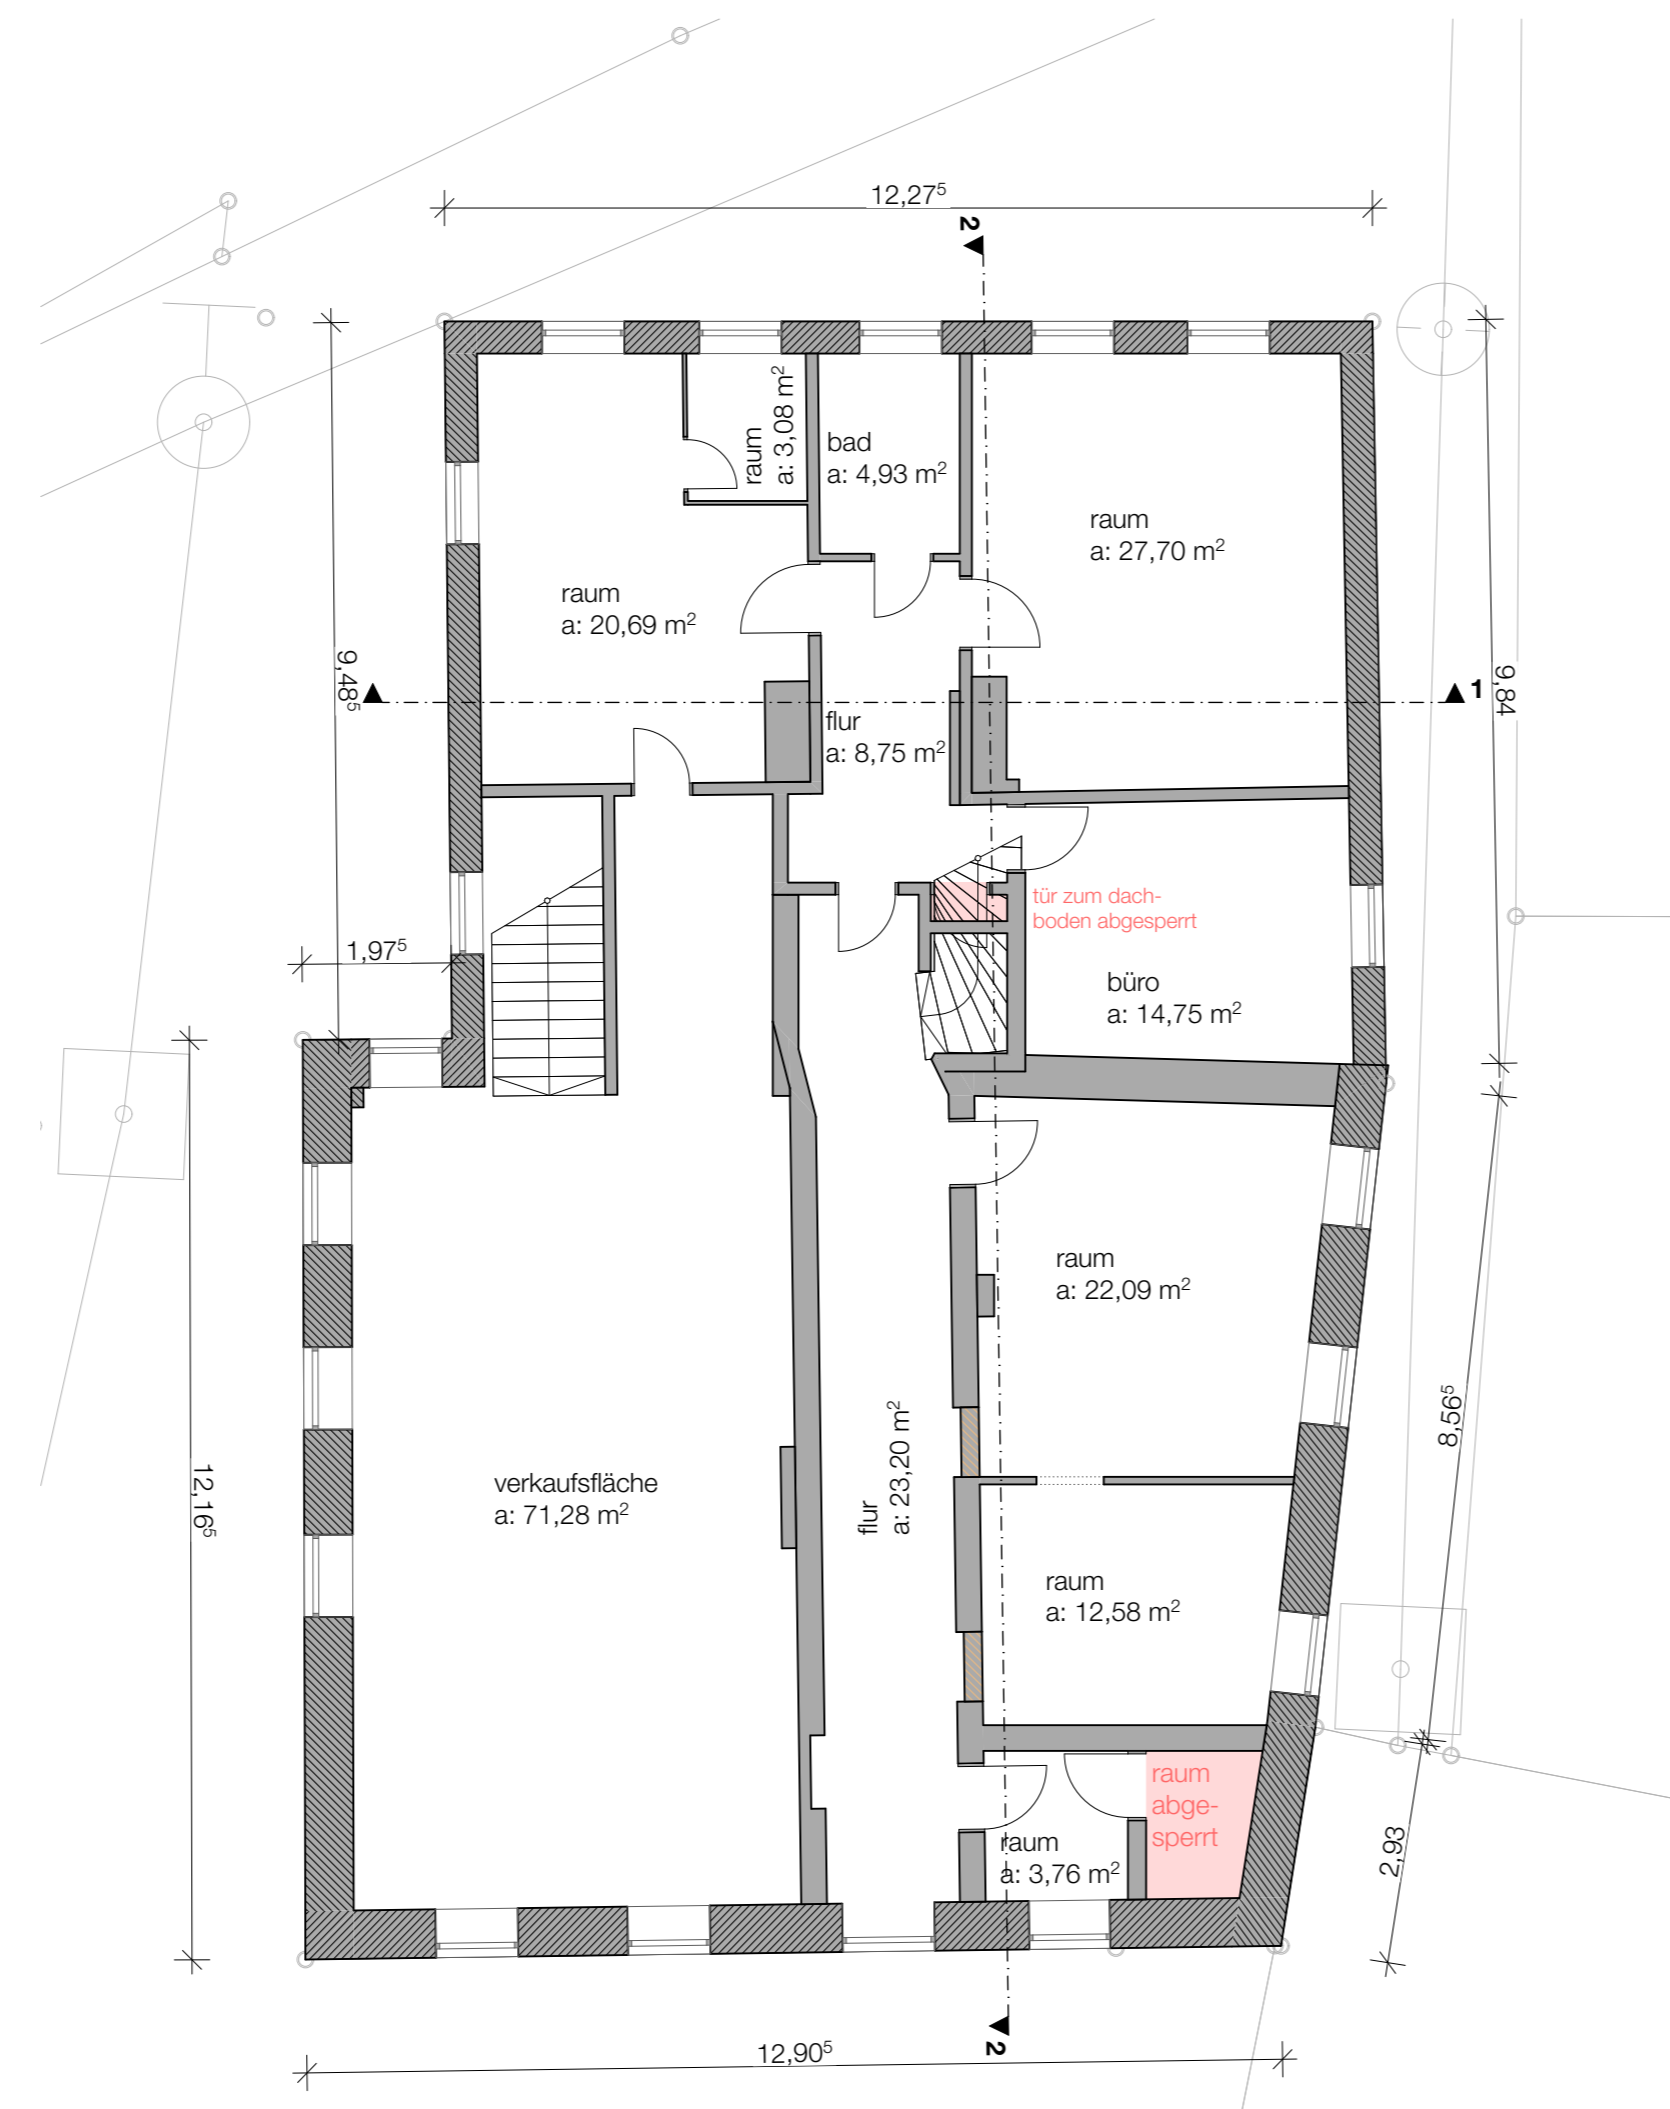 12,27⁵
2
raum
a: 3,08 m²
bad
a: 4,93 m²
raum
a: 27,70 m²
raum
a: 20,69 m²
9,48⁵
9,84
1
flur
a: 8,75 m²
tür zum dach-
boden abgesperrt
1,97⁵
büro
a: 14,75 m²
raum
a: 22,09 m²
8,56⁵
flur
a: 23,20 m²
verkaufsfläche
a: 71,28 m²
12,16⁵
raum
a: 12,58 m²
raum
abge-
sperrt
raum
a: 3,76 m²
2,93
2
12,90⁵